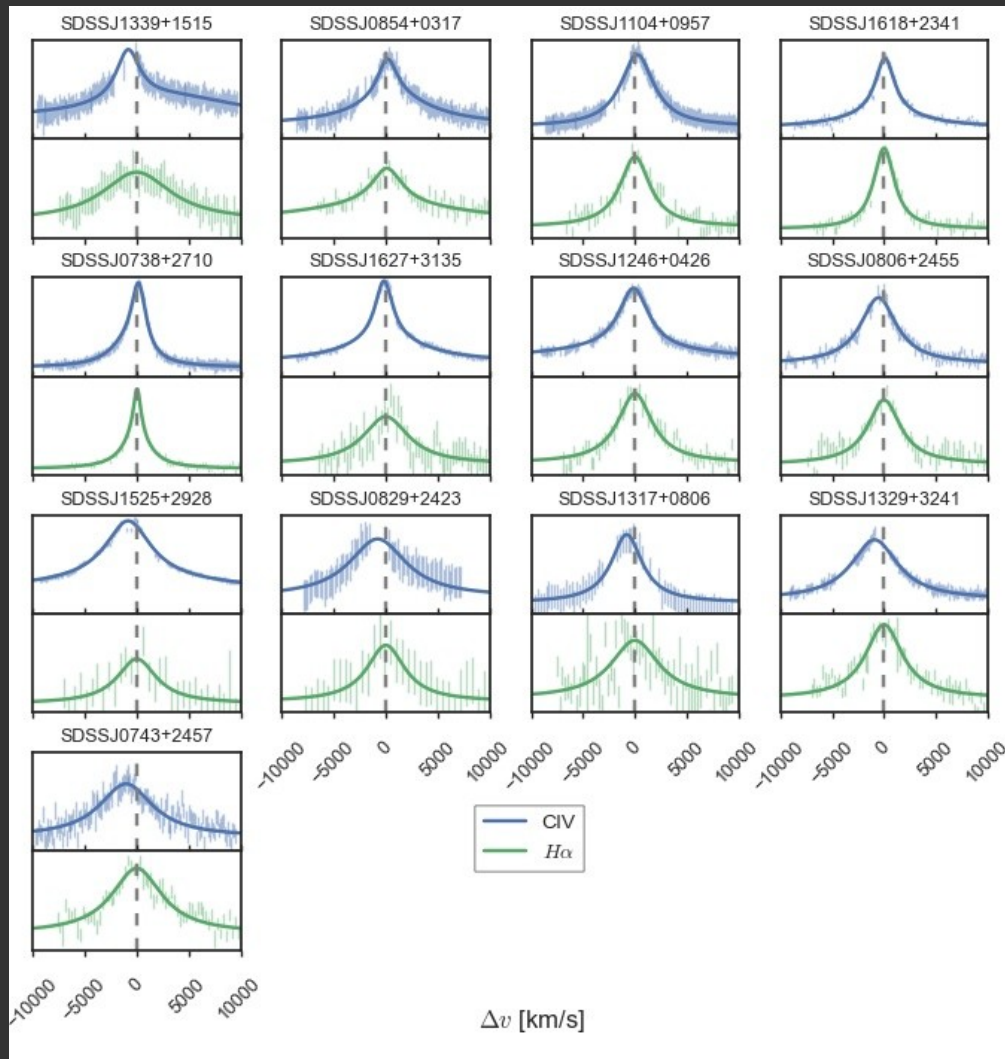 SDSSJ1339+1515 SDSSJ0854+0317 SDSSJ1104+0957 SDSSJ1618+2341
SDSSJ0738+2710 SDSSJ1627+3135 SDSSJ1246+0426 SDSSJ0806+2455
SDSSJ1525+2928 SDSSJ0829+2423 SDSSJ1317+0806 SDSSJ1329+3241
SDSSJ0743+2457
−10000 −5000 0 5000 10000 −10000 −5000 0 5000 10000 −10000 −5000 0 5000 10000
CIV
Hα
−10000 −5000 0 5000 10000
Δv [km/s]